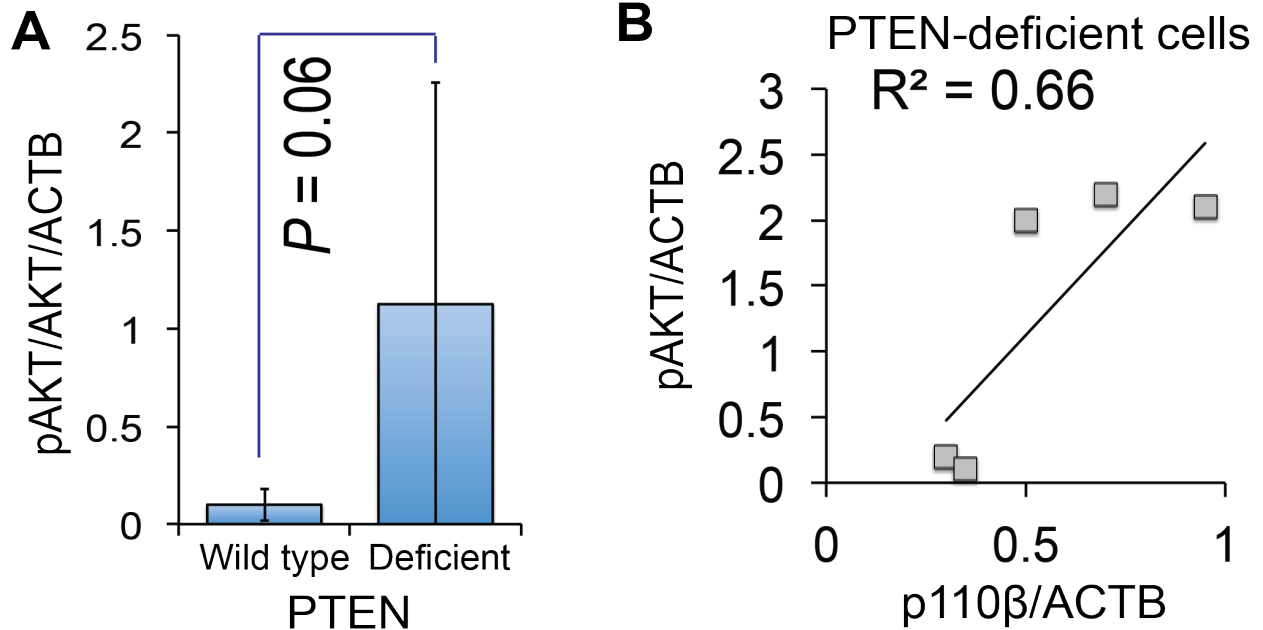 A
2.5
2
1.5
1
0.5
0
pAKT/AKT/ACTB
P = 0.06
Wild type Deficient
PTEN
B
PTEN-deficient cells
R² = 0.66
3
2.5
2
1.5
1
0.5
0
pAKT/ACTB
0 0.5 1
p110β/ACTB